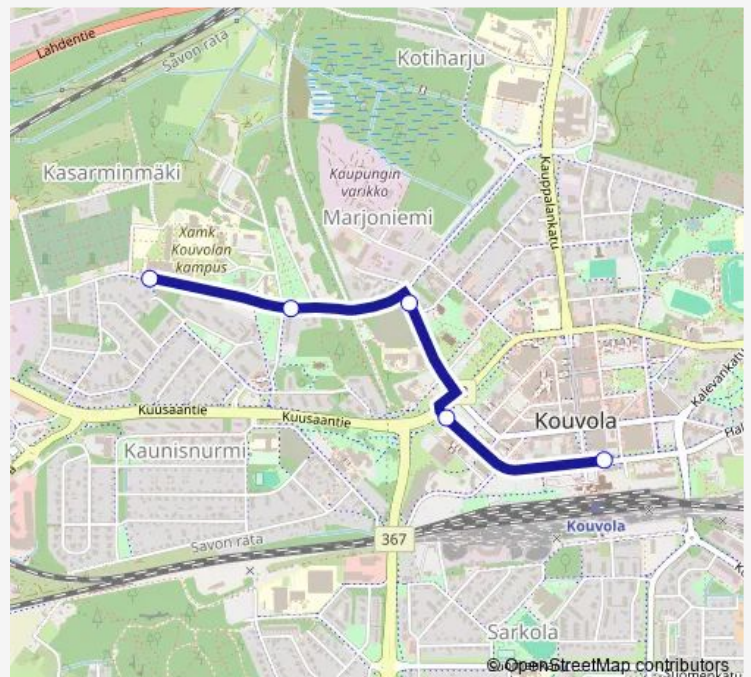 Lahdentie
Savon rata
Kotiharju
Kasarminmäki
Kaupungin
varikko
Marjoniemi
Kauppalankatu
Xamk
Kouvolan
kampus
Kalevankatu
Kuusaantie
Kuusaantie
Kouvola
Kaunisnurmi
Kouvola
367
Savon rata
Sarkola
© OpenStreetMap contributors